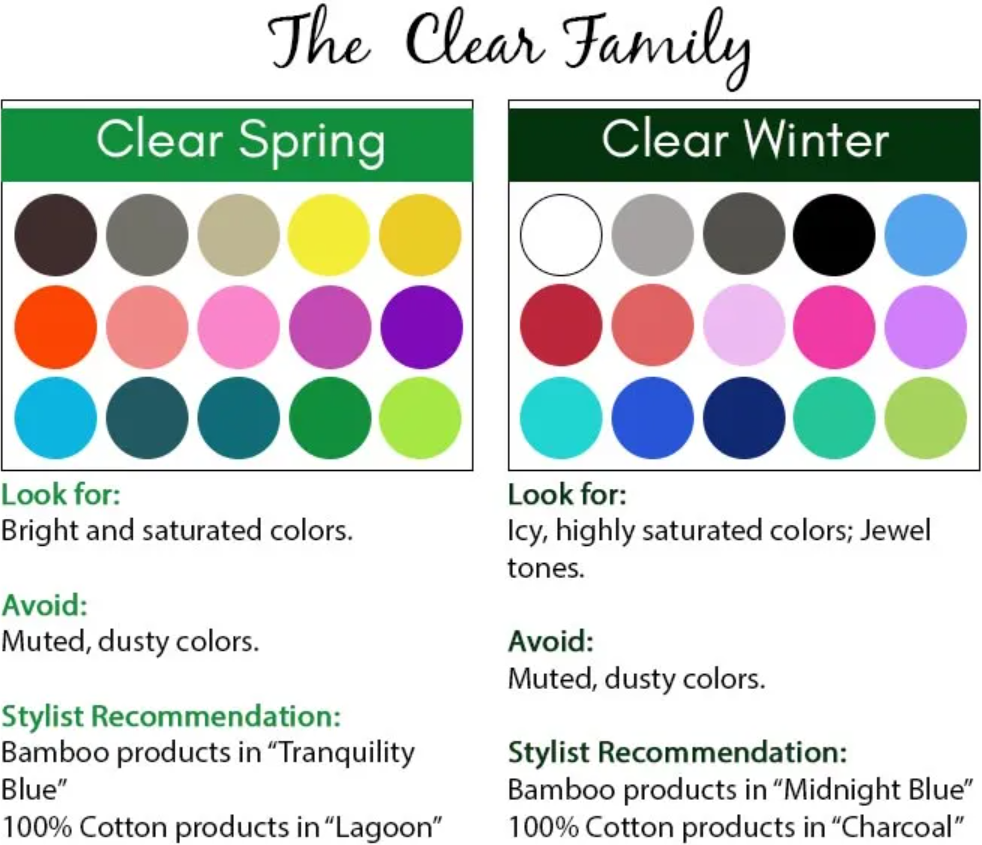 The Clear Family
Clear Spring
Look for:
Bright and saturated colors.
Avoid:
Muted, dusty colors.
Stylist Recommendation:
Bamboo products in “Tranquility
Blue”
100% Cotton products in “Lagoon”
Clear Winter
Look for:
Icy, highly saturated colors; Jewel
tones.
Avoid:
Muted, dusty colors.
Stylist Recommendation:
Bamboo products in “Midnight Blue”
100% Cotton products in “Charcoal”